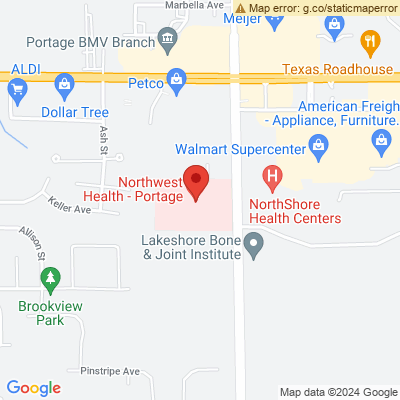 Marbella Ave
Meijer
Map error: g.co/staticmaperror
Portage BMV Branch
Texas Roadhouse
ALDI
Petco
Dollar Tree
American Freight
- Appliance, Furniture...
Ash St
Walmart Supercenter
Northwest
Health - Portage
H
NorthShore
Health Centers
Keller Ave
Allison St
Lakeshore Bone
& Joint Institute
Brookview
Park
Pinstripe Ave
Google
Map data ©2024 Google